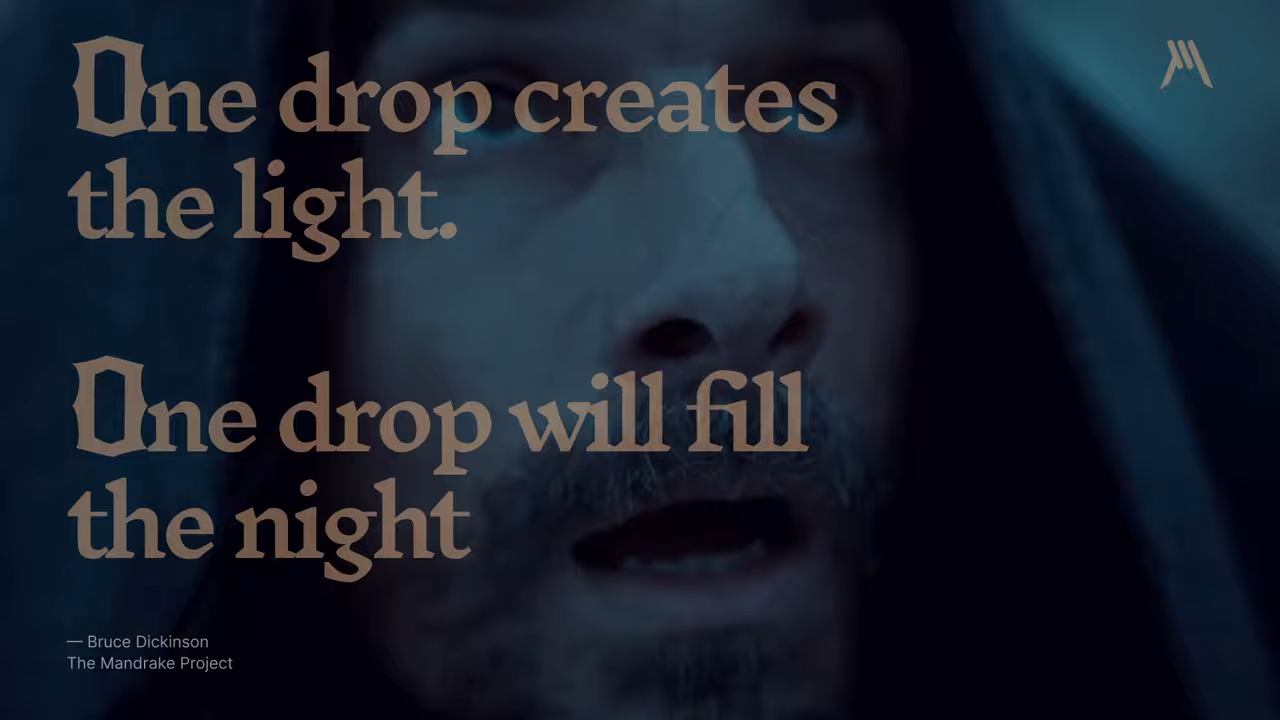 One drop creates
the light.
One drop will fill
the night
— Bruce Dickinson
The Mandrake Project